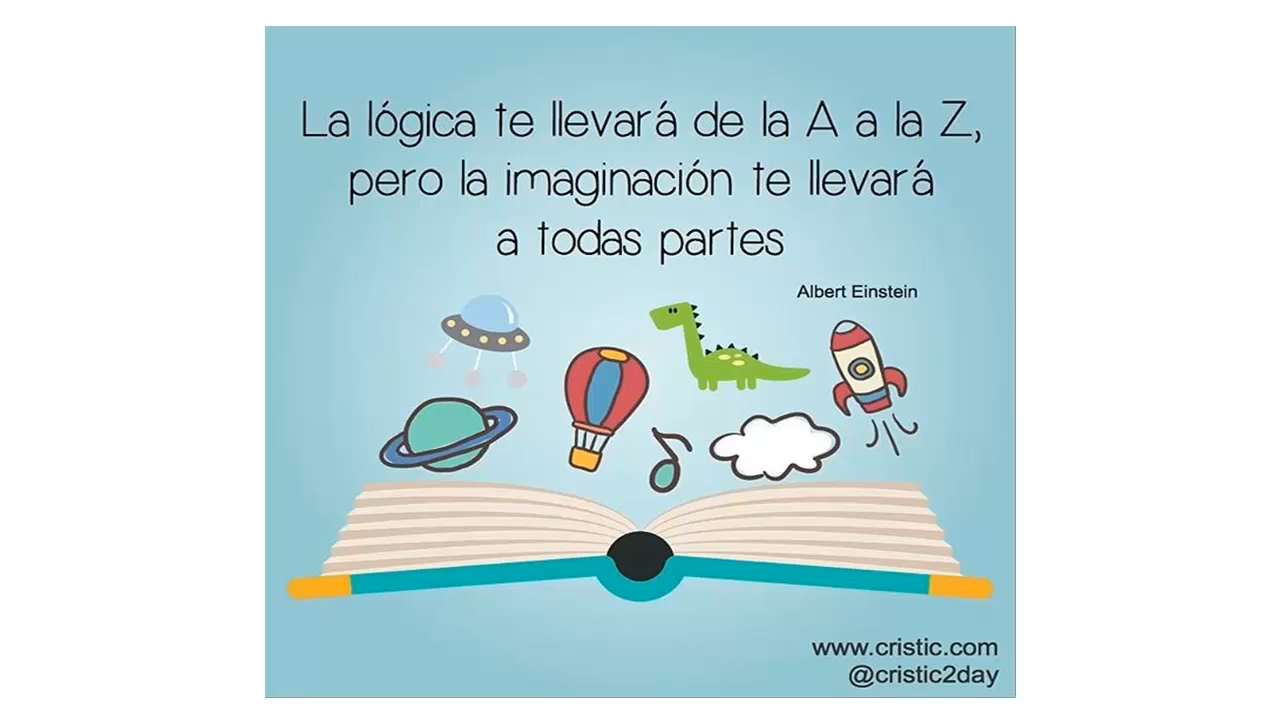 La lógica te llevará de la A a la Z,
pero la imaginación te llevará
a todas partes
Albert Einstein
www.cristic.com
@cristic2day